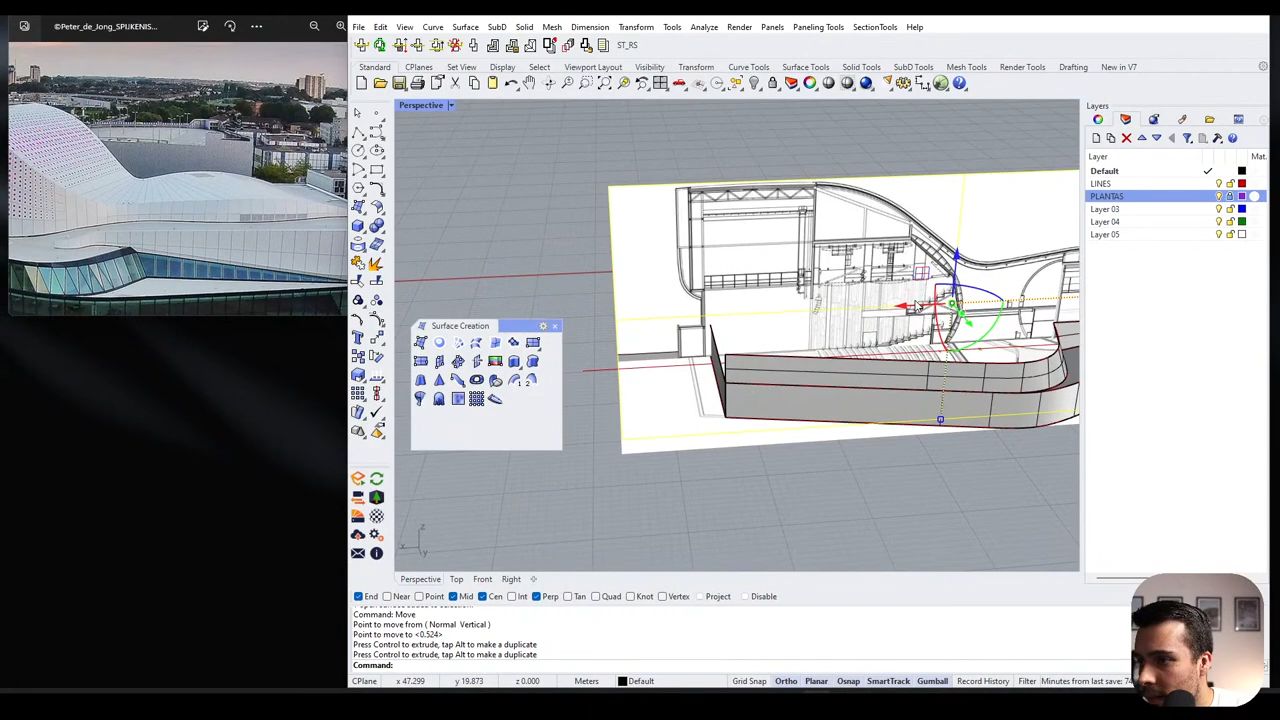 ©Peter_de_Jong_SPIJKENIS...
File Edit View Curve Surface SubD Solid Mesh Dimension Transform Tools Analyze Render Panels Paneling Tools SectionTools Help
ST_RS
Standard CPlanes Set View Display Select Viewport Layout Visibility Transform Curve Tools Surface Tools Solid Tools SubD Tools Mesh Tools Render Tools Drafting New in V7
Perspective
Layers
Layer Mat.
Default
LINES
PLANTAS
Layer 03
Layer 04
Layer 05
Surface Creation
1 2
z
x
y
Perspective Top Front Right
End Near Point Mid Cen Int Perp Tan Quad Knot Vertex Project Disable
Command: Move
Point to move from ( Normal Vertical )
Point to move to <0.524>
Press Control to extrude, tap Alt to make a duplicate
Press Control to extrude, tap Alt to make a duplicate
Command:
CPlane x 47.299 y 19.873 z 0.000 Meters Default Grid Snap Ortho Planar Osnap SmartTrack Gumball Record History Filter Minutes from last save: 74